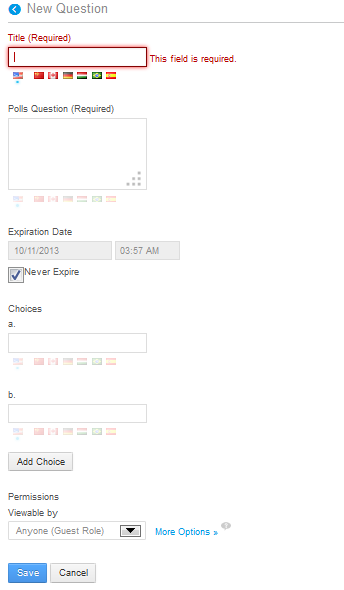 New Question
Title (Required)
This field is required.
Polls Question (Required)
Expiration Date
10/11/2013 03:57 AM
Never Expire
Choices
a.
b.
Add Choice
Permissions
Viewable by
Anyone (Guest Role) More Options »
Save Cancel